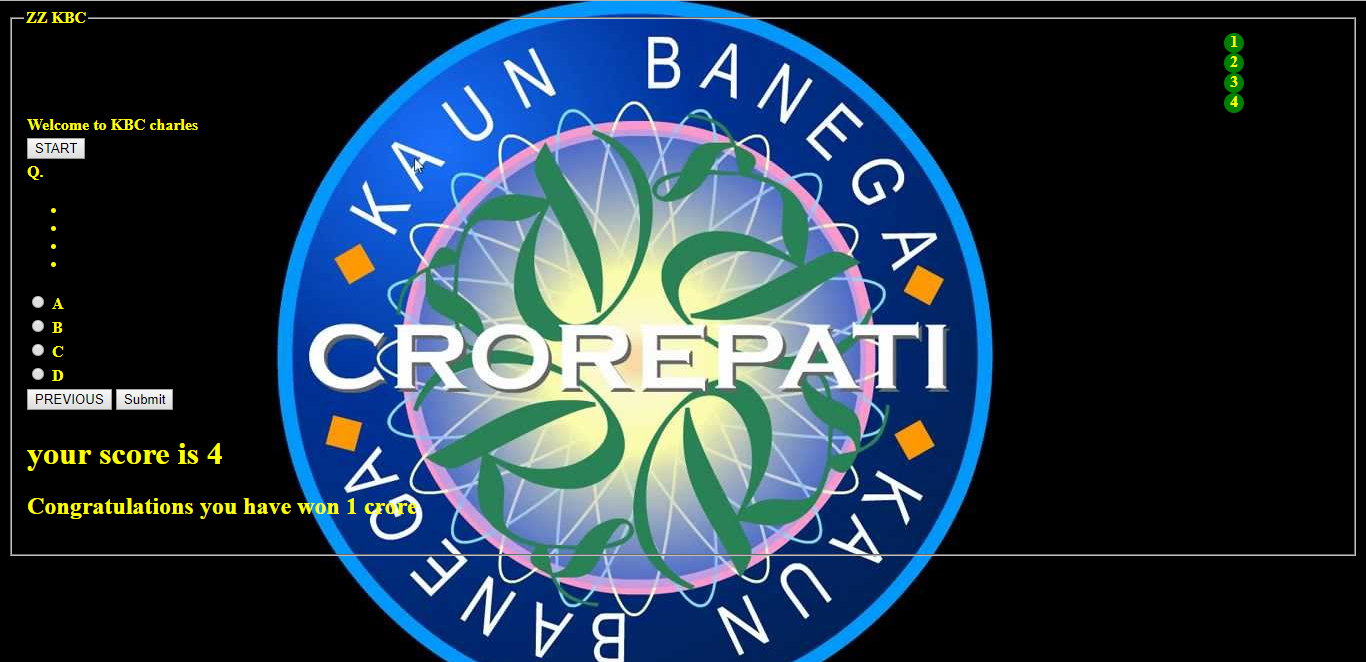 ZZ KBC
1
2
3
4
Welcome to KBC charles
START
Q.
A
B
C
D
PREVIOUS Submit
your score is 4
Congratulations you have won 1 crore
KAUN BANEGA
CROREPATI
KAUN BANEGA